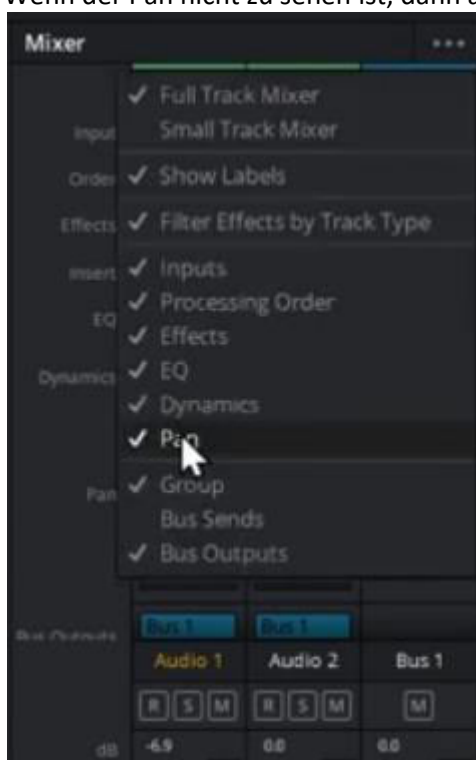 Wenn der Pan nicht zu sehen ist, dann
Mixer
✓ Full Track Mixer
Small Track Mixer
Input
Order ✓ Show Labels
Effects ✓ Filter Effects by Track Type
Insert ✓ Inputs
✓ Processing Order
EQ
✓ Effects
✓ EQ
Dynamics
✓ Dynamics
✓ Pan
Pan ✓ Group
Bus Sends
✓ Bus Outputs
Bus Outputs Bus 1 Bus 1
Audio 1 Audio 2 Bus 1
R S M R S M M
dB -6.9 0.0 0.0